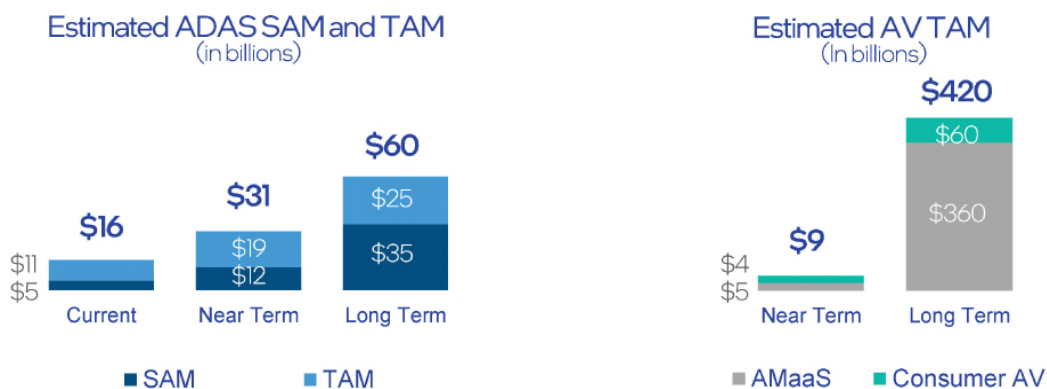 Estimated ADAS SAM and TAM
(in billions)
$60
$31
$16
$25
$19
$11
$35
$12
$5
Current
Near Term
Long Term
SAM
TAM
Estimated AV TAM
(In billions)
$420
$60
$360
$9
$4
$5
Near Term
Long Term
AMaaS
Consumer AV